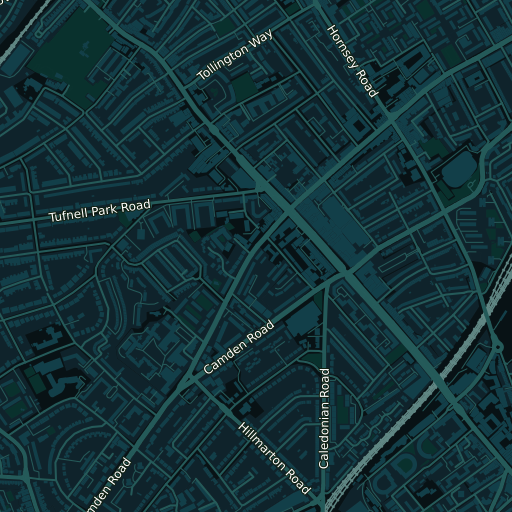 Tollington Way
Hornsey Road
Tufnell Park Road
Camden Road
Caledonian Road
Hillmarton Road
mden Road